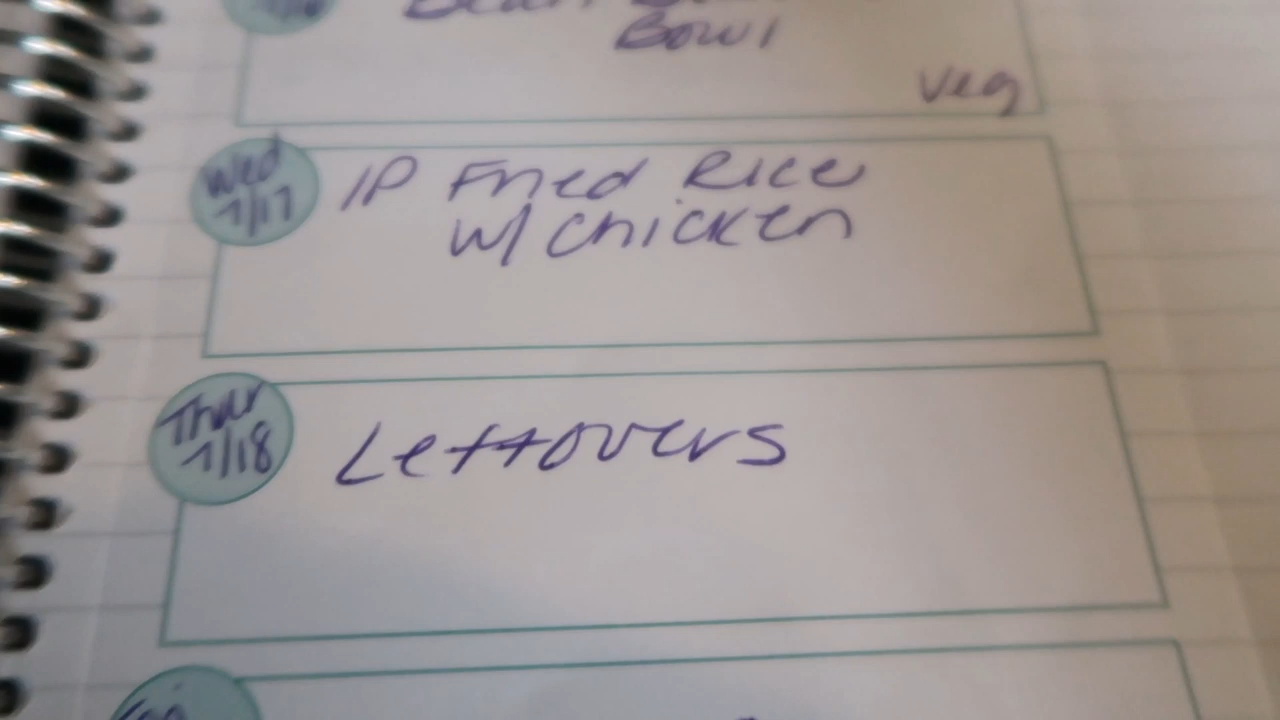 Bowl
veg
Wed
1/17
IP Fried Rice
w/ chicken
Thur
1/18
Leftovers